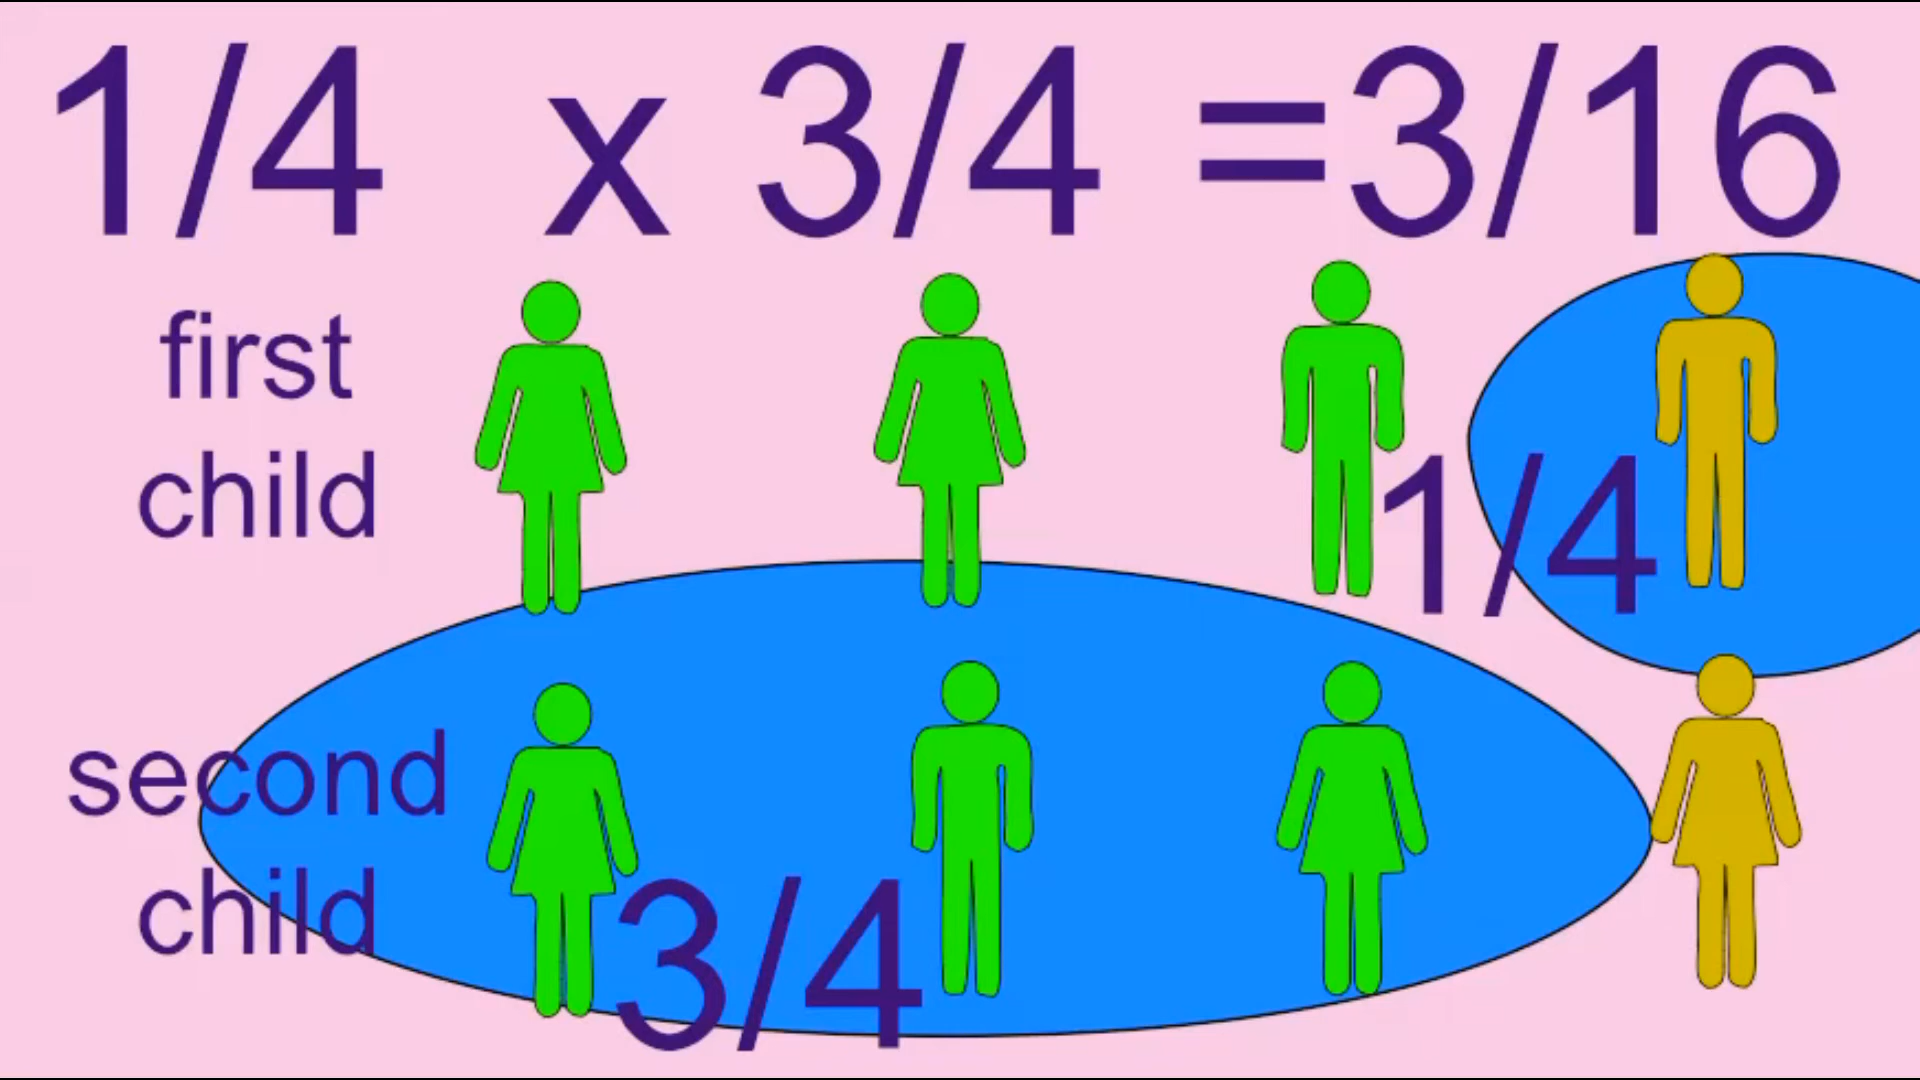 1/4 x 3/4 =3/16
first
child
1/4
second
child
3/4